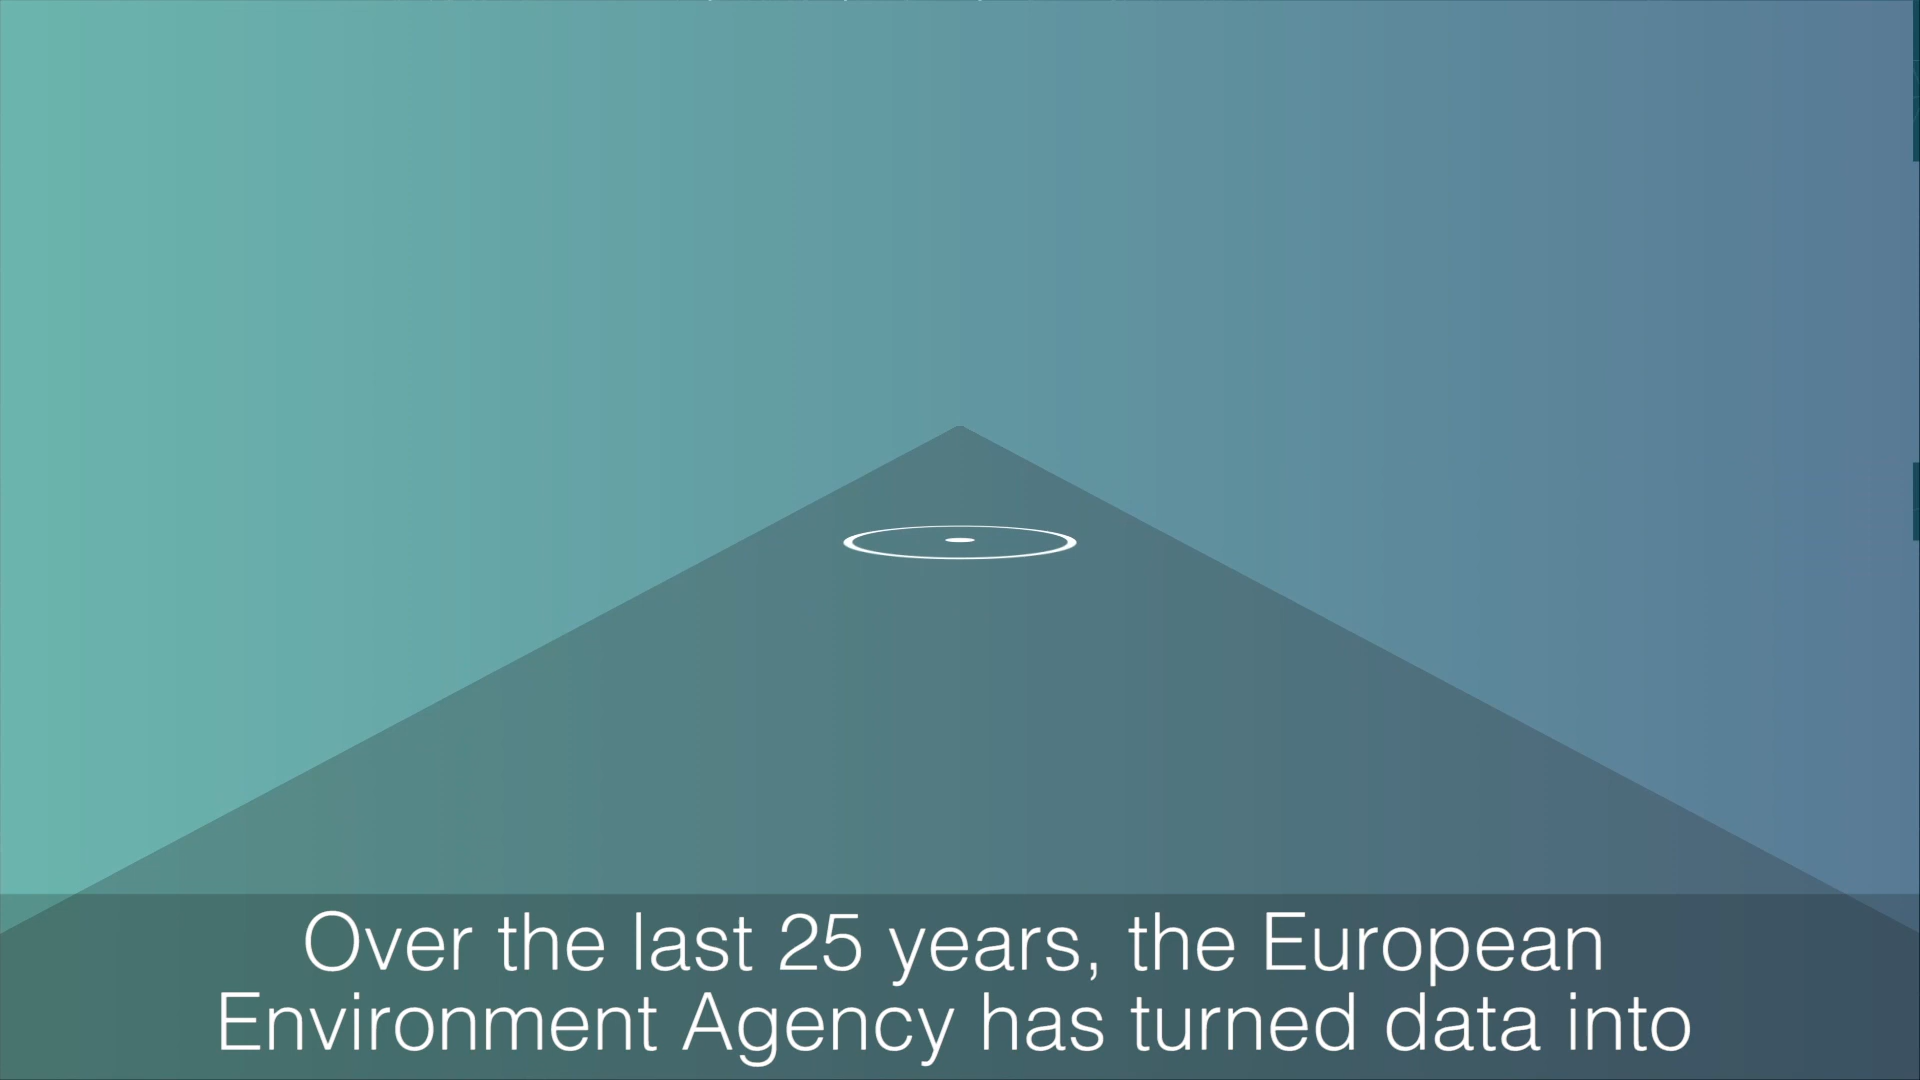 Over the last 25 years, the European
Environment Agency has turned data into